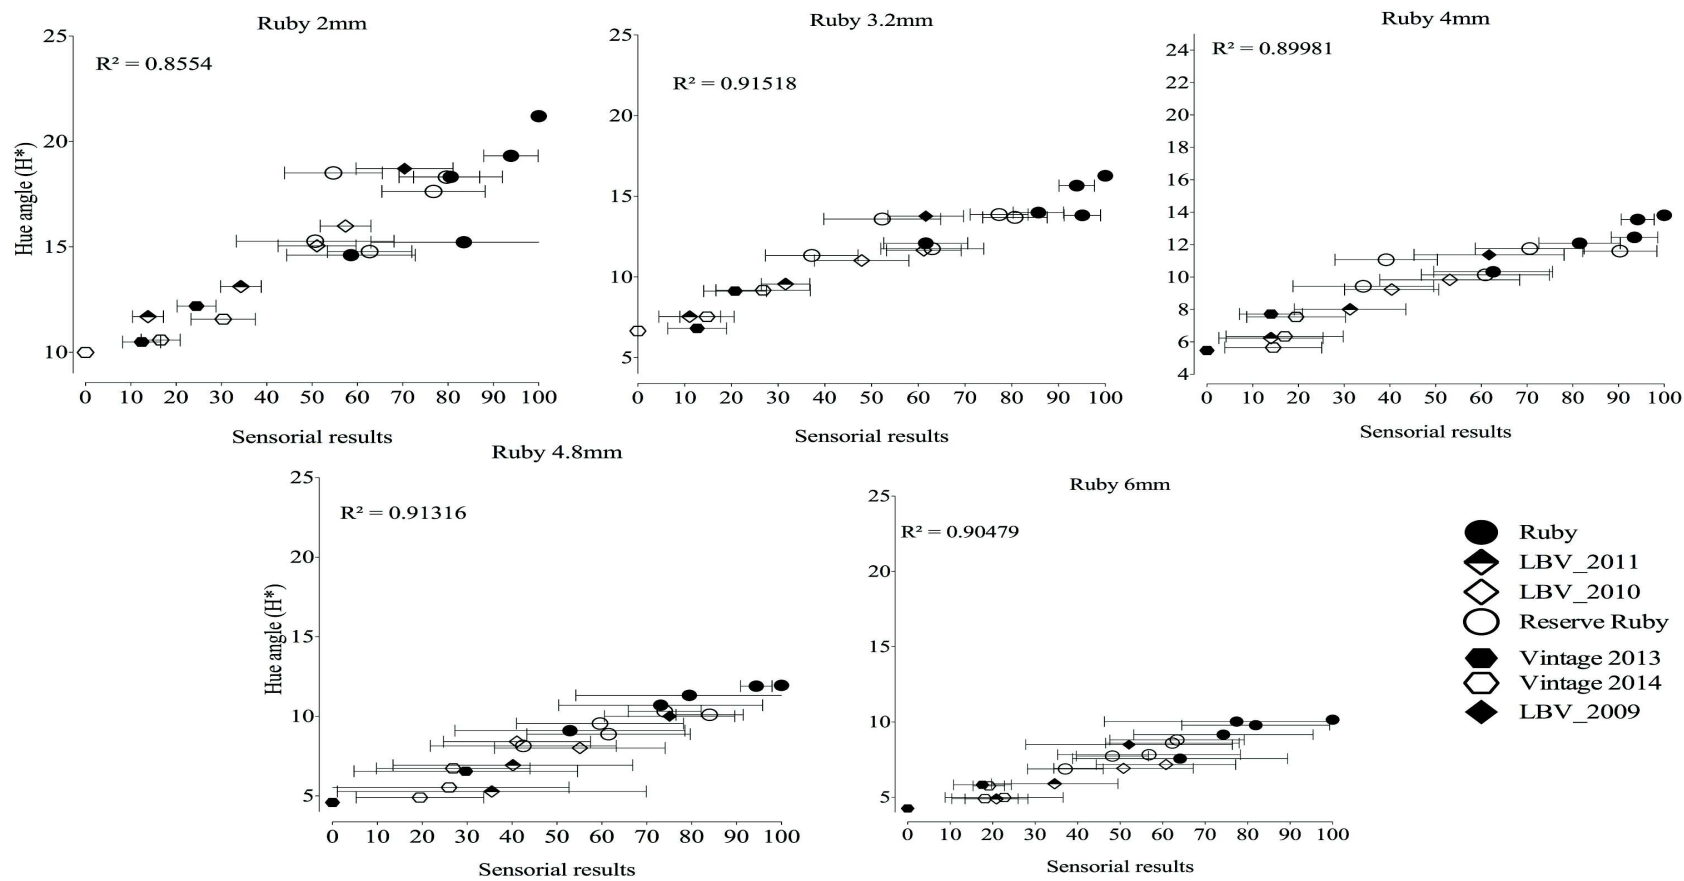 Ruby 2mm
R² = 0.8554
Hue angle (H*)
25
20
15
10
0 10 20 30 40 50 60 70 80 90 100
Sensorial results
Ruby 3.2mm
R² = 0.91518
25
20
15
10
5
0 10 20 30 40 50 60 70 80 90 100
Sensorial results
Ruby 4mm
R² = 0.89981
24
22
20
18
16
14
12
10
8
6
4
0 10 20 30 40 50 60 70 80 90 100
Sensorial results
Ruby 4.8mm
R² = 0.91316
Hue angle (H*)
25
20
15
10
5
0 10 20 30 40 50 60 70 80 90 100
Sensorial results
Ruby 6mm
R² = 0.90479
25
20
15
10
5
0 10 20 30 40 50 60 70 80 90 100
Sensorial results
Ruby
LBV_2011
LBV_2010
Reserve Ruby
Vintage 2013
Vintage 2014
LBV_2009